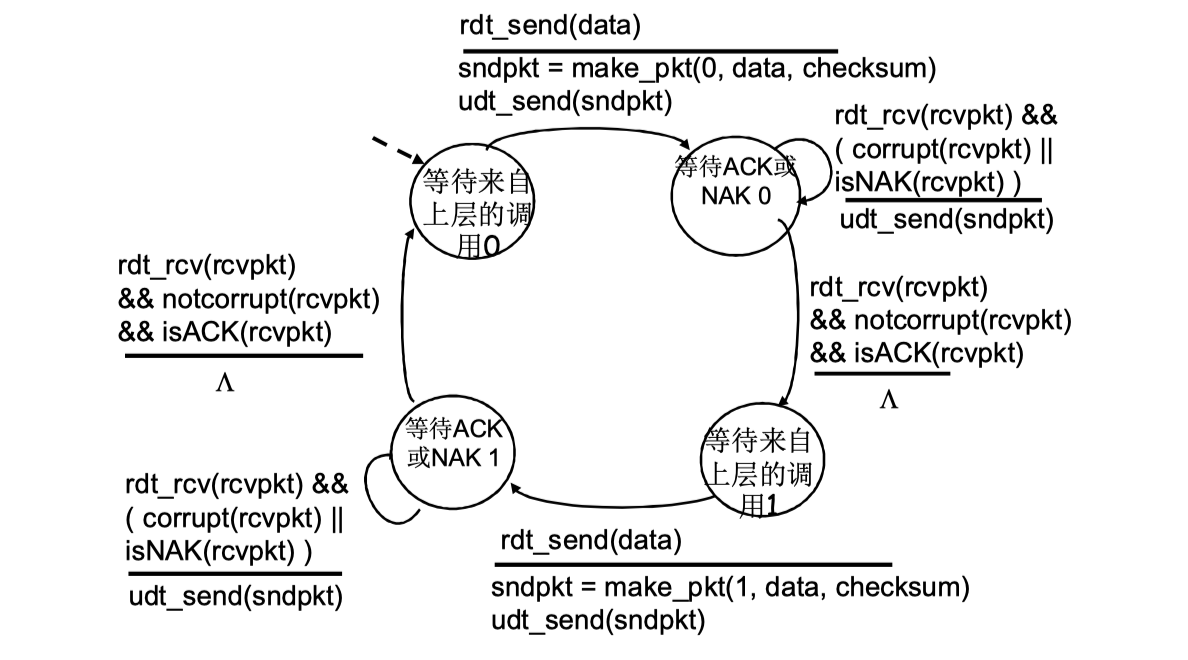 rdt_send(data)
sndpkt = make_pkt(0, data, checksum)
udt_send(sndpkt)
rdt_rcv(rcvpkt) &&
( corrupt(rcvpkt) ||
isNAK(rcvpkt) )
udt_send(sndpkt)
等待来自
上层的调
用0
等待ACK或
NAK 0
rdt_rcv(rcvpkt)
&& notcorrupt(rcvpkt)
&& isACK(rcvpkt)
Λ
rdt_rcv(rcvpkt)
&& notcorrupt(rcvpkt)
&& isACK(rcvpkt)
Λ
等待ACK
或NAK 1
等待来自
上层的调
用1
rdt_rcv(rcvpkt) &&
( corrupt(rcvpkt) ||
isNAK(rcvpkt) )
udt_send(sndpkt)
rdt_send(data)
sndpkt = make_pkt(1, data, checksum)
udt_send(sndpkt)